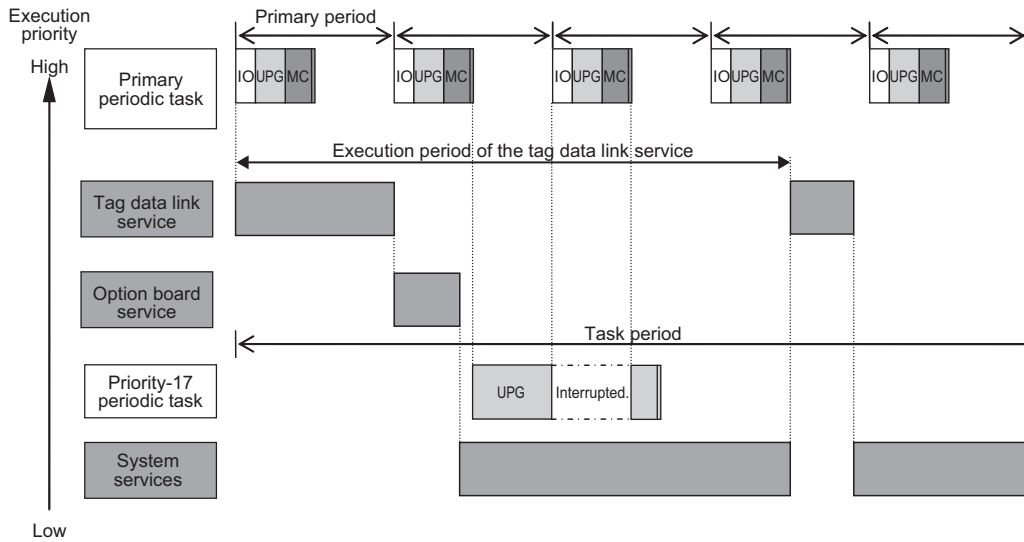 Execution
priority
High
Low
Primary period
Primary
periodic task
IO UPG MC
IO UPG MC
IO UPG MC
IO UPG MC
IO UPG MC
Execution period of the tag data link service
Tag data link
service
Option board
service
Task period
Priority-17
periodic task
UPG
Interrupted.
System
services